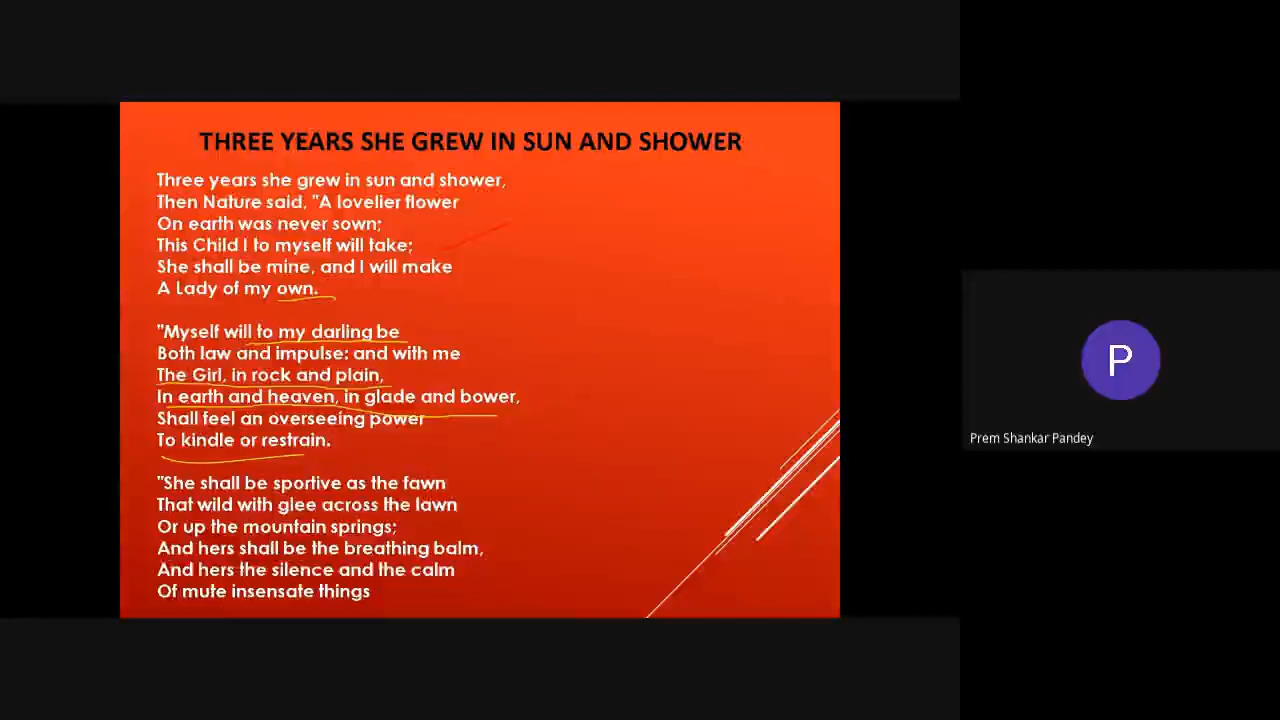 THREE YEARS SHE GREW IN SUN AND SHOWER
Three years she grew in sun and shower,
Then Nature said, "A lovelier flower
On earth was never sown;
This Child I to myself will take;
She shall be mine, and I will make
A Lady of my own.
"Myself will to my darling be
Both law and impulse: and with me
The Girl, in rock and plain,
In earth and heaven, in glade and bower,
Shall feel an overseeing power
To kindle or restrain.
"She shall be sportive as the fawn
That wild with glee across the lawn
Or up the mountain springs;
And hers shall be the breathing balm,
And hers the silence and the calm
Of mute insensate things
P
Prem Shankar Pandey